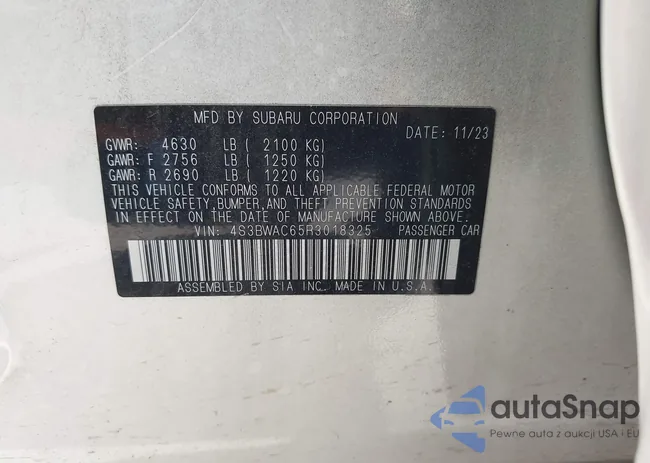 MFD BY SUBARU CORPORATION
DATE: 11/23
GVWR: 4630 LB ( 2100 KG)
GAWR: F 2756 LB ( 1250 KG)
GAWR: R 2690 LB ( 1220 KG)
THIS VEHICLE CONFORMS TO ALL APPLICABLE FEDERAL MOTOR
VEHICLE SAFETY, BUMPER, AND THEFT PREVENTION STANDARDS
IN EFFECT ON THE DATE OF MANUFACTURE SHOWN ABOVE.
VIN: 4S3BWAC65R3018325 PASSENGER CAR
ASSEMBLED BY SIA INC. MADE IN U.S.A.
autaSnap
Pewne auta z aukcji USA i EU